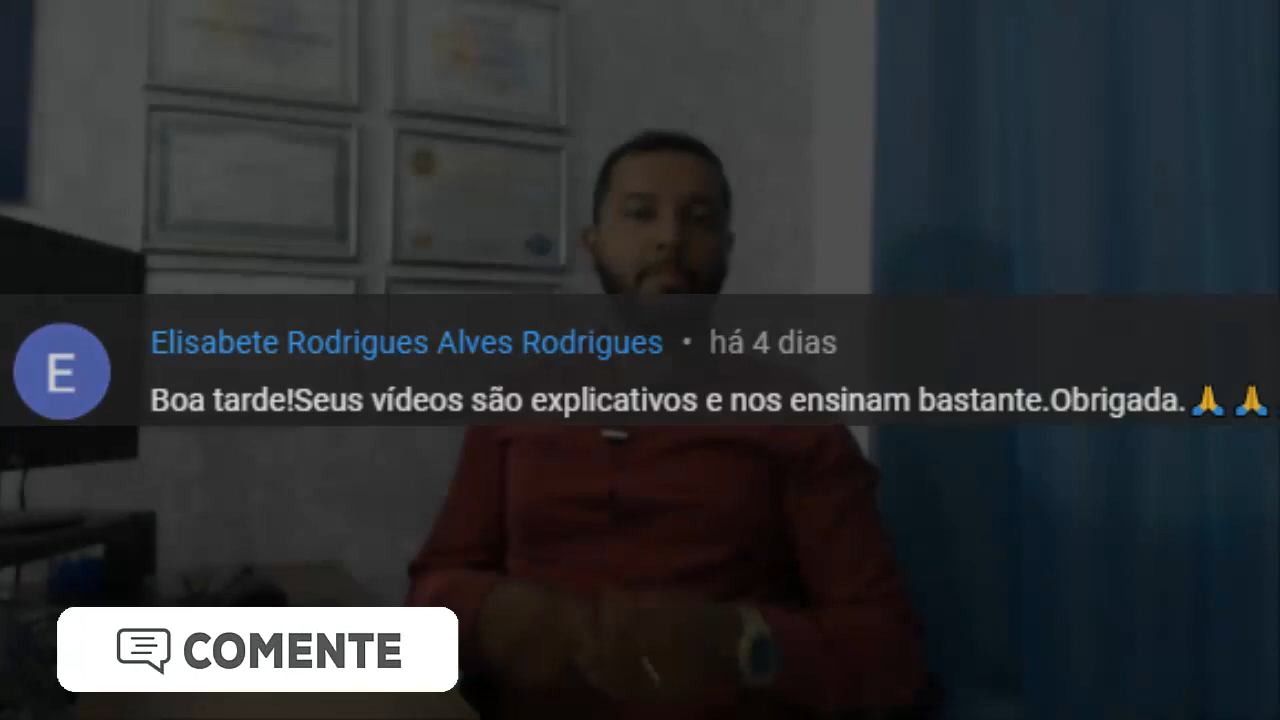 Elisabete Rodrigues Alves Rodrigues • há 4 dias
E
Boa tarde!Seus vídeos são explicativos e nos ensinam bastante.Obrigada.🙏🙏
COMENTE